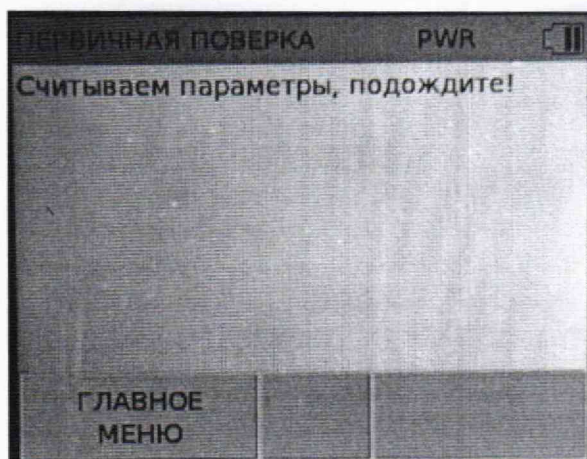 ПЕРВИЧНАЯ ПОВЕРКА PWR
Считываем параметры, подождите!
ГЛАВНОЕ
МЕНЮ